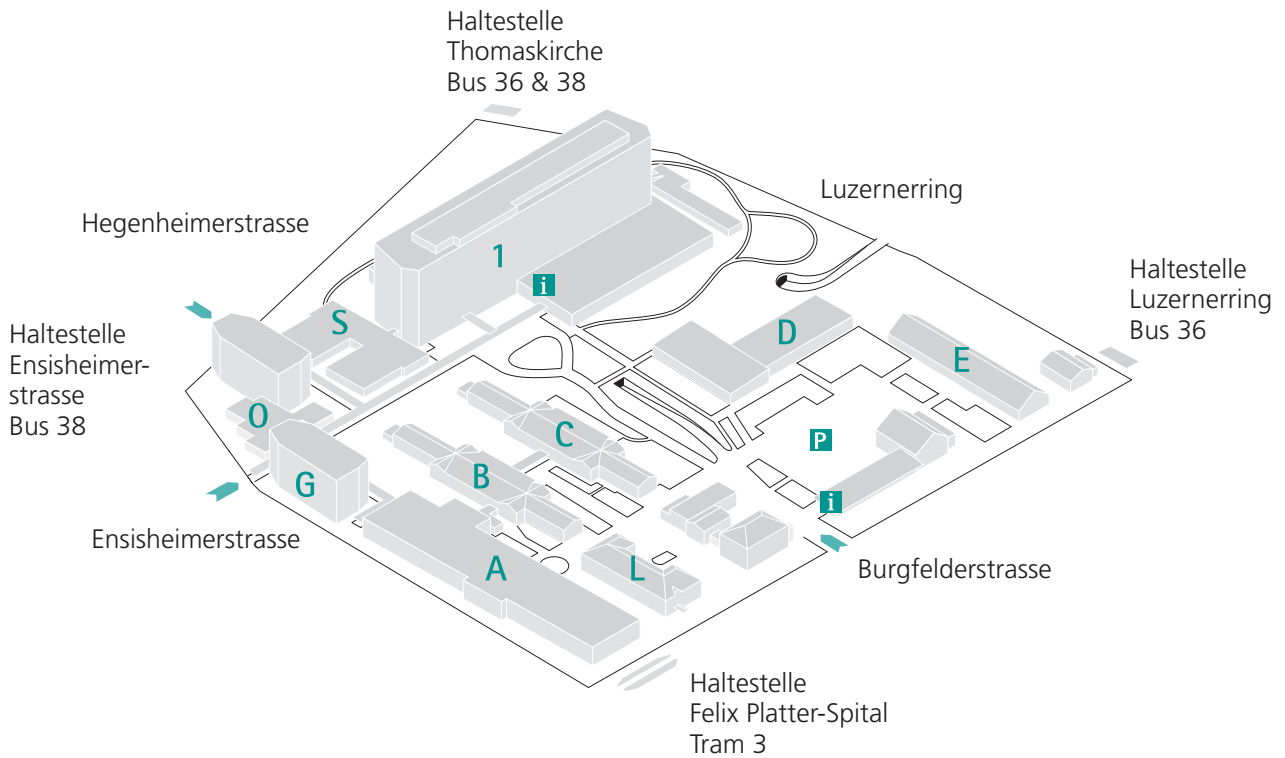 Haltestelle
Thomaskirche
Bus 36 & 38
Luzernerring
Hegenheimerstrasse
1
i
Haltestelle
Luzernerring
Bus 36
S
D
E
Haltestelle
Ensisheimer-
strasse
Bus 38
O
C
P
B
G
i
Ensisheimerstrasse
A
L
Burgfelderstrasse
Haltestelle
Felix Platter-Spital
Tram 3